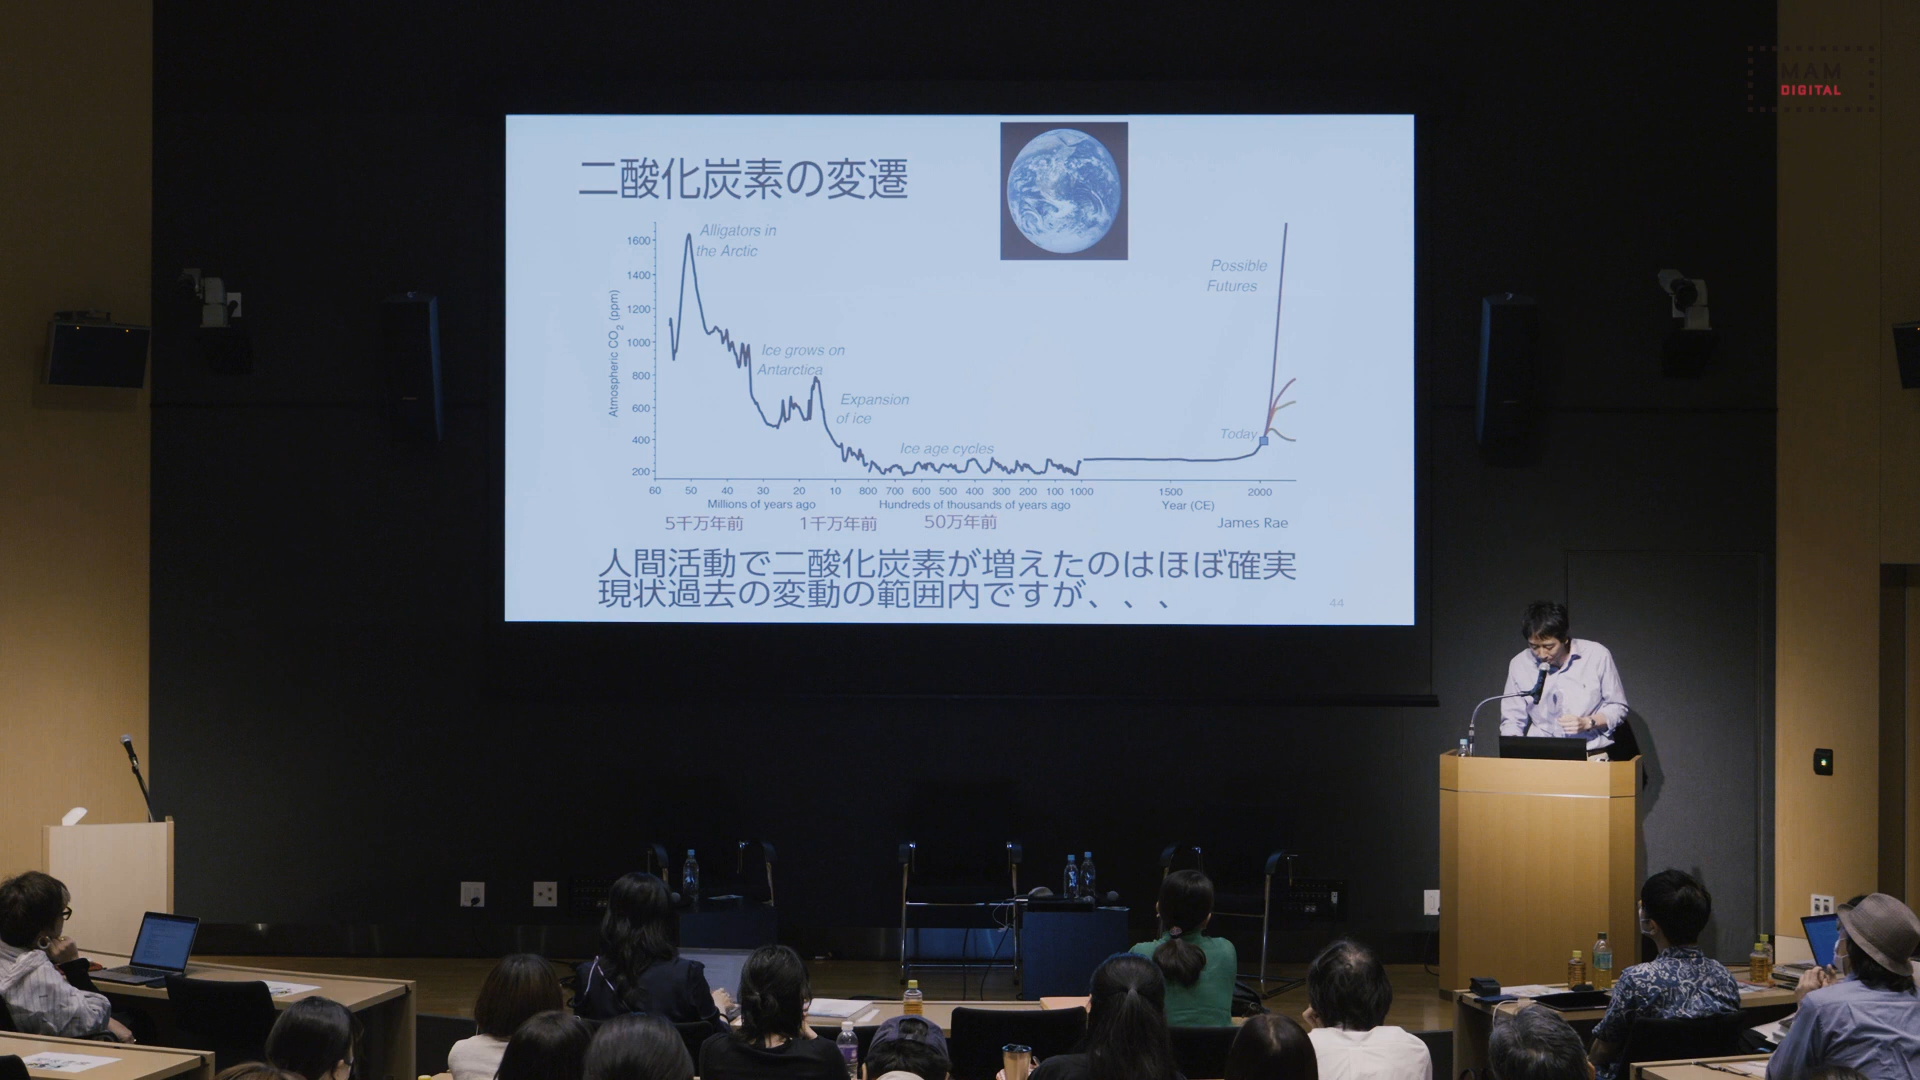 MAM
DIGITAL
二酸化炭素の変遷
Alligators in
the Arctic
Possible
Futures
Ice grows on
Antarctica
Expansion
of ice
Ice age cycles
Today
Atmospheric CO2 (ppm)
1600
1400
1200
1000
800
600
400
200
60 50 40 30 20 10 800 700 600 500 400 300 200 100 1000 1500 2000
Millions of years ago Hundreds of thousands of years ago Year (CE)
5千万年前 1千万年前 50万年前 James Rae
人間活動で二酸化炭素が増えたのはほぼ確実
現状過去の変動の範囲内ですが、、、
44